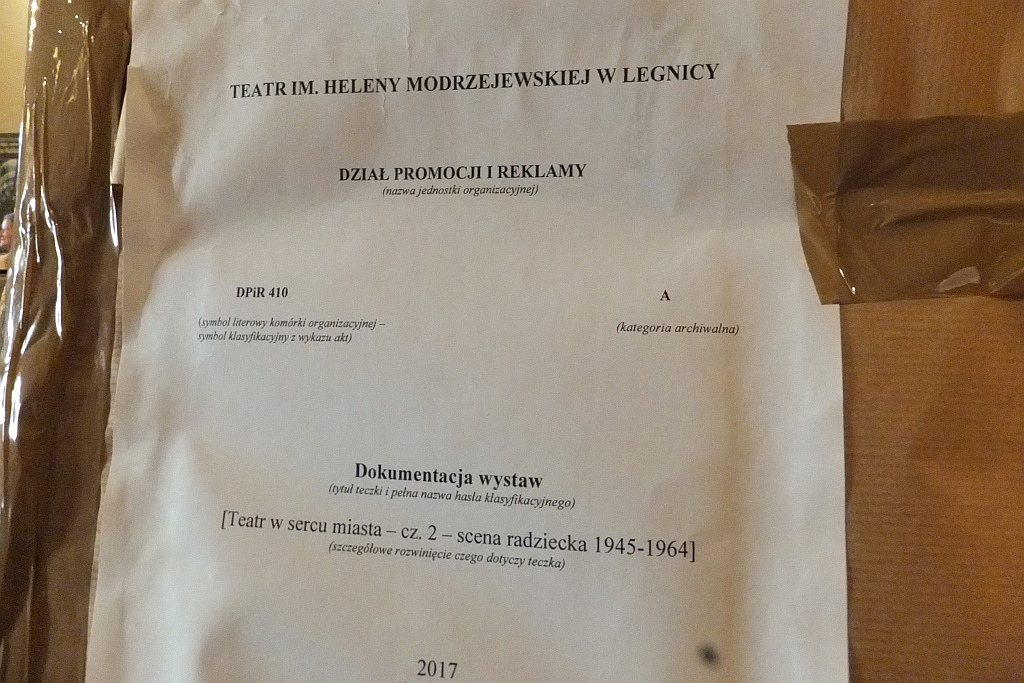 TEATR IM. HELENY MODRZEJEWSKIEJ W LEGNICY
DZIAŁ PROMOCJI I REKLAMY
(nazwa jednostki organizacyjnej)
DPiR 410
A
(symbol literowy komórki organizacyjnej –
symbol klasyfikacyjny z wykazu akt)
(kategoria archiwalna)
Dokumentacja wystaw
(tytuł teczki i pełna nazwa hasła klasyfikacyjnego)
[Teatr w sercu miasta – cz. 2 – scena radziecka 1945-1964]
(szczegółowe rozwinięcie czego dotyczy teczka)
2017